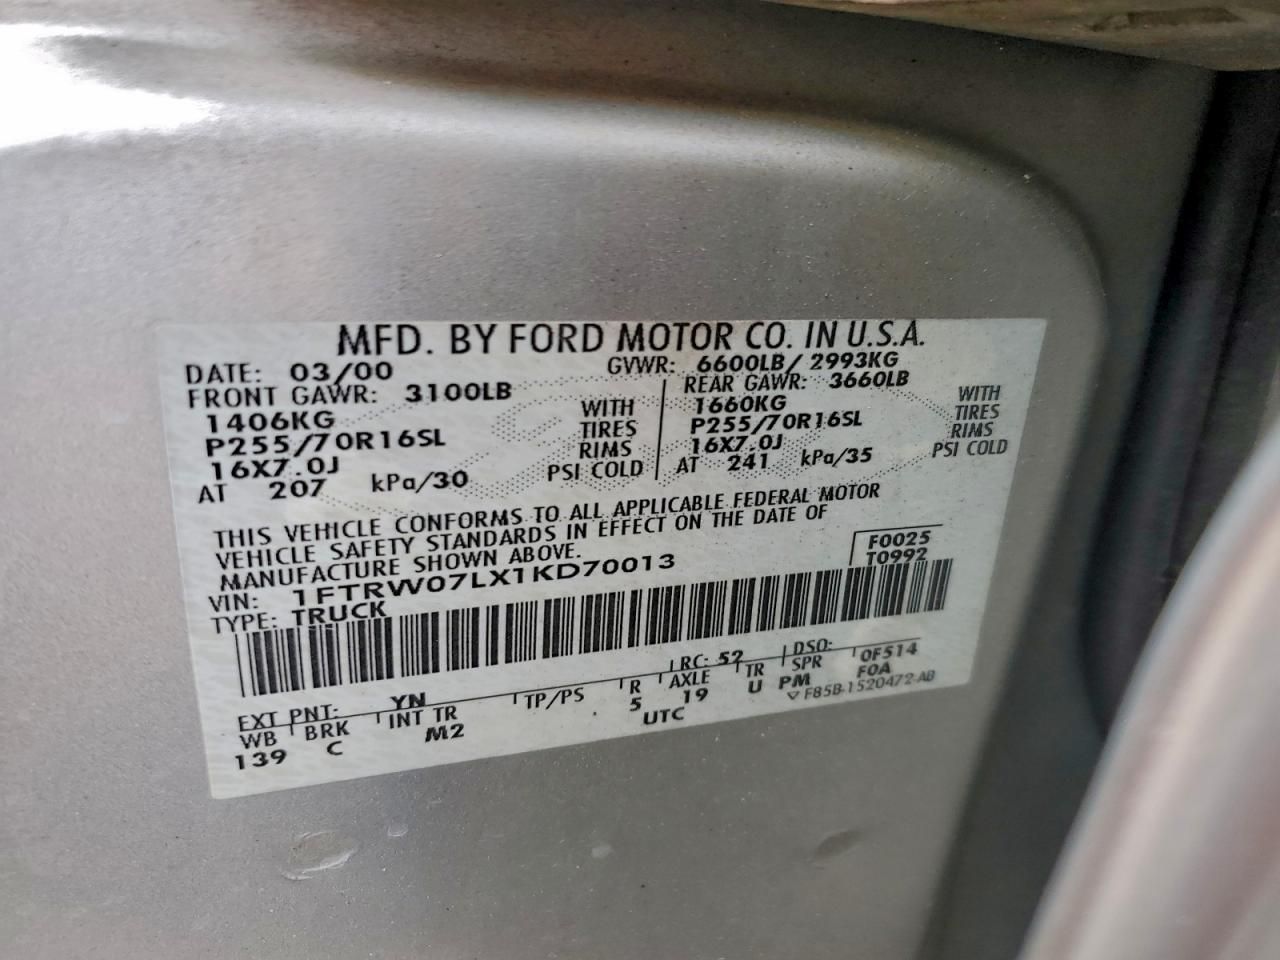 MFD. BY FORD MOTOR CO. IN U.S.A.
DATE: 03/00 GVWR: 6600LB/ 2993KG
FRONT GAWR: 3100LB REAR GAWR: 3660LB
1406KG WITH 1660KG WITH
P255/70R16SL TIRES P255/70R16SL TIRES
16X7.0J RIMS 16X7.0J RIMS
AT 207 kPa/30 PSI COLD AT 241 kPa/35 PSI COLD
THIS VEHICLE CONFORMS TO ALL APPLICABLE FEDERAL MOTOR
VEHICLE SAFETY STANDARDS IN EFFECT ON THE DATE OF
MANUFACTURE SHOWN ABOVE.
F0025
VIN: 1FTRW07LX1KD70013 T0992
TYPE: TRUCK
EXT PNT: YN RC: 52 DSO:
WB BRK INT TR TP/PS R AXLE TR SPR 0F514
139 C M2 5 19 U PM F0A
UTC F85B-1520472-AB